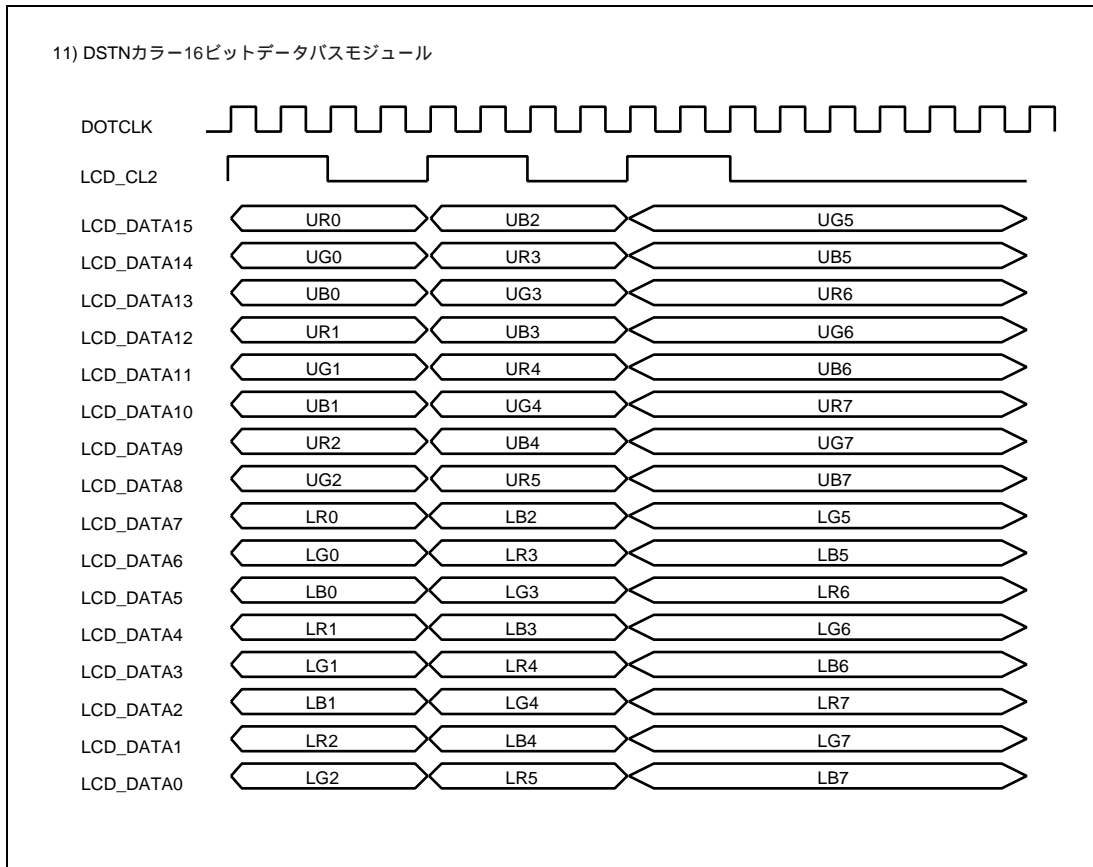 11) DSTNカラー16ビットデータバスモジュール
DOTCLK
LCD_CL2
LCD_DATA15 UR0 UB2 UG5
LCD_DATA14 UG0 UR3 UB5
LCD_DATA13 UB0 UG3 UR6
LCD_DATA12 UR1 UB3 UG6
LCD_DATA11 UG1 UR4 UB6
LCD_DATA10 UB1 UG4 UR7
LCD_DATA9 UR2 UB4 UG7
LCD_DATA8 UG2 UR5 UB7
LCD_DATA7 LR0 LB2 LG5
LCD_DATA6 LG0 LR3 LB5
LCD_DATA5 LB0 LG3 LR6
LCD_DATA4 LR1 LB3 LG6
LCD_DATA3 LG1 LR4 LB6
LCD_DATA2 LB1 LG4 LR7
LCD_DATA1 LR2 LB4 LG7
LCD_DATA0 LG2 LR5 LB7